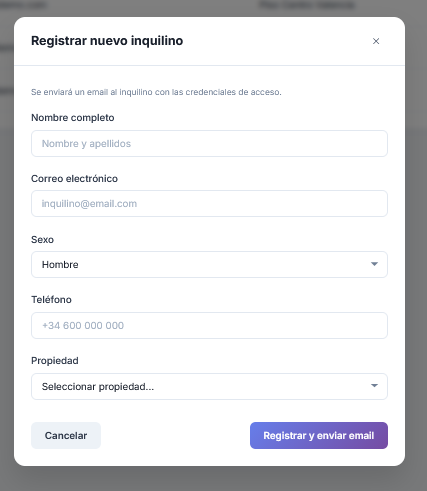 Registrar nuevo inquilino
×
Se enviará un email al inquilino con las credenciales de acceso.
Nombre completo
Nombre y apellidos
Correo electrónico
inquilino@email.com
Sexo
Hombre
Teléfono
+34 600 000 000
Propiedad
Seleccionar propiedad...
Cancelar
Registrar y enviar email